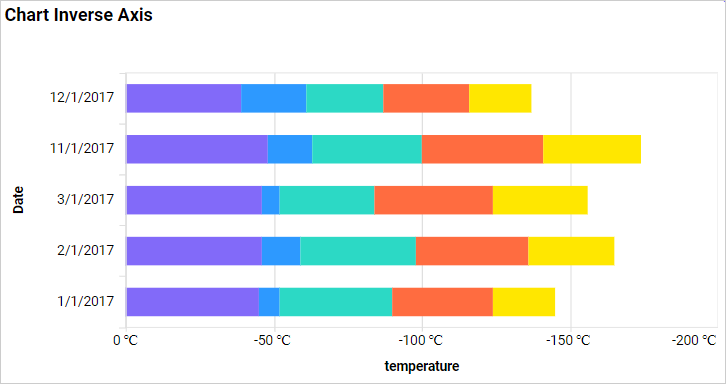 Chart Inverse Axis
12/1/2017
11/1/2017
3/1/2017
2/1/2017
1/1/2017
Date
0 ℃ -50 ℃ -100 ℃ -150 ℃ -200 ℃
temperature